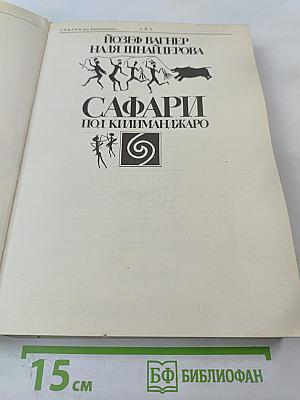 ЙОЗЕФ ВАГНЕР
НАДЯ ШНАЙДЕРОВА
САФАРИ
ПОД КИЛИМАНДЖАРО
15 см
БФ БИБЛИОФАН